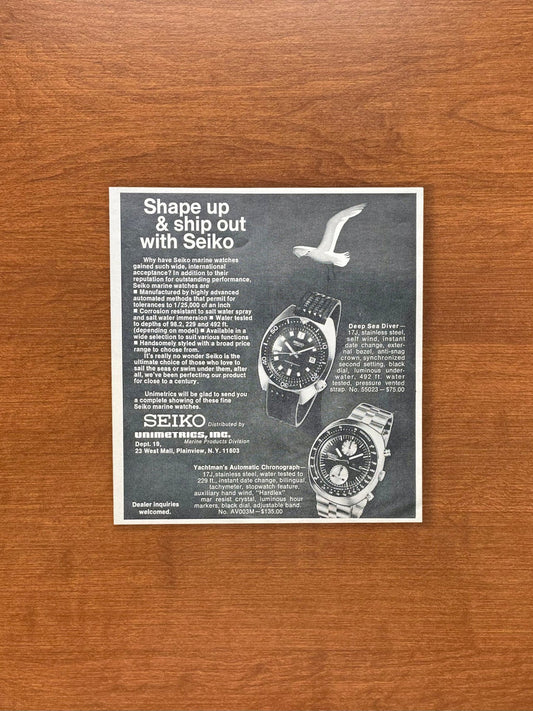 Shape up
& ship out
with Seiko
Why have Seiko marine watches
gained such wide, international
acceptance? In addition to their
reputation for outstanding performance,
Seiko marine watches are
■ Manufactured by highly advanced
automated methods that permit for
tolerances to 1/25,000 of an inch
■ Corrosion resistant to salt water spray
and salt water immersion ■ Water tested
to depths of 98.2, 229 and 492 ft.
(depending on model) ■ Available in a
wide selection to suit various functions
■ Handsomely styled with a broad price
range to choose from.
It's really no wonder Seiko is the
ultimate choice of those who love to
sail the seas or swim under them, after
all, we've been perfecting our product
for close to a century.
Unimetrics will be glad to send you
a complete showing of these fine
Seiko marine watches.
SEIKO Distributed by
UNIMETRICS, INC.
Dept. 19, Marine Products Division
23 West Mall, Plainview, N.Y. 11803
Dealer inquiries
welcomed.
Deep Sea Diver—
17J, stainless steel,
self wind, instant
date change, exter-
nal bezel, anti-snag
crown, synchronized
second setting, black
dial, luminous under-
water, 492 ft. water
tested, pressure vented
strap. No. 55023—$75.00
Yachtman's Automatic Chronograph—
17J, stainless steel, water tested to
229 ft., instant date change, bilingual,
tachymeter, stopwatch feature,
auxiliary hand wind, "Hardlex"
mar resist crystal, luminous hour
markers, black dial, adjustable band.
No. AV003M—$135.00